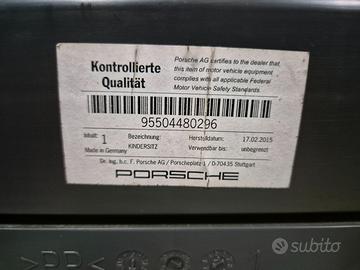 Kontrollierte
Qualität
Porsche AG certifies to the dealer that
this item of motor vehicle equipment
complies with all applicable Federal
Motor Vehicle Safety Standards.
95504480296
Inhalt: 1
Bezeichnung: KINDERSITZ
Herstelldatum: 17.02.2015
Verwendbar bis: unbegrenzt
Made in Germany
Dr. Ing. h.c. F. Porsche AG / Porscheplatz 1 / D-70435 Stuttgart
PORSCHE
>PP<
subito